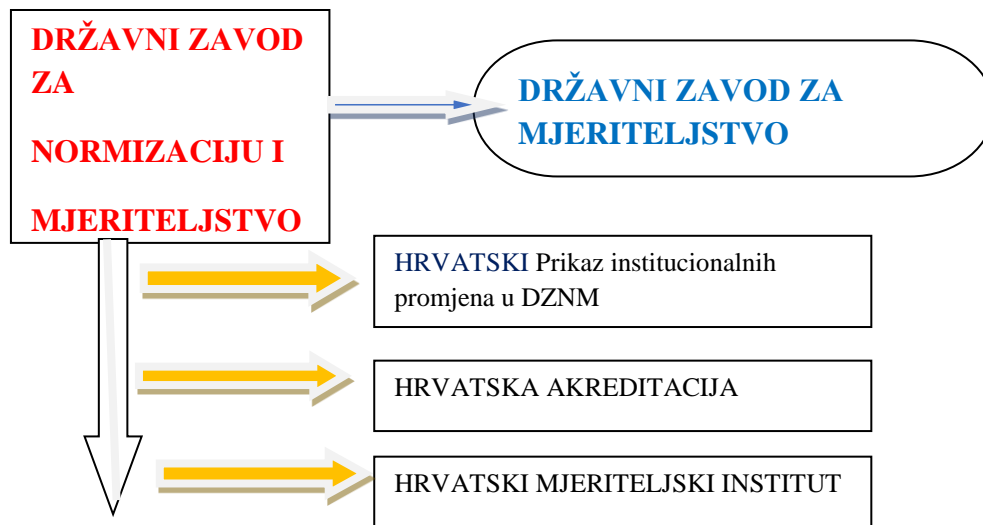 DRŽAVNI ZAVOD
ZA
NORMIZACIJU I
MJERITELJSTVO
DRŽAVNI ZAVOD ZA
MJERITELJSTVO
HRVATSKI Prikaz institucionalnih
promjena u DZNM
HRVATSKA AKREDITACIJA
HRVATSKI MJERITELJSKI INSTITUT